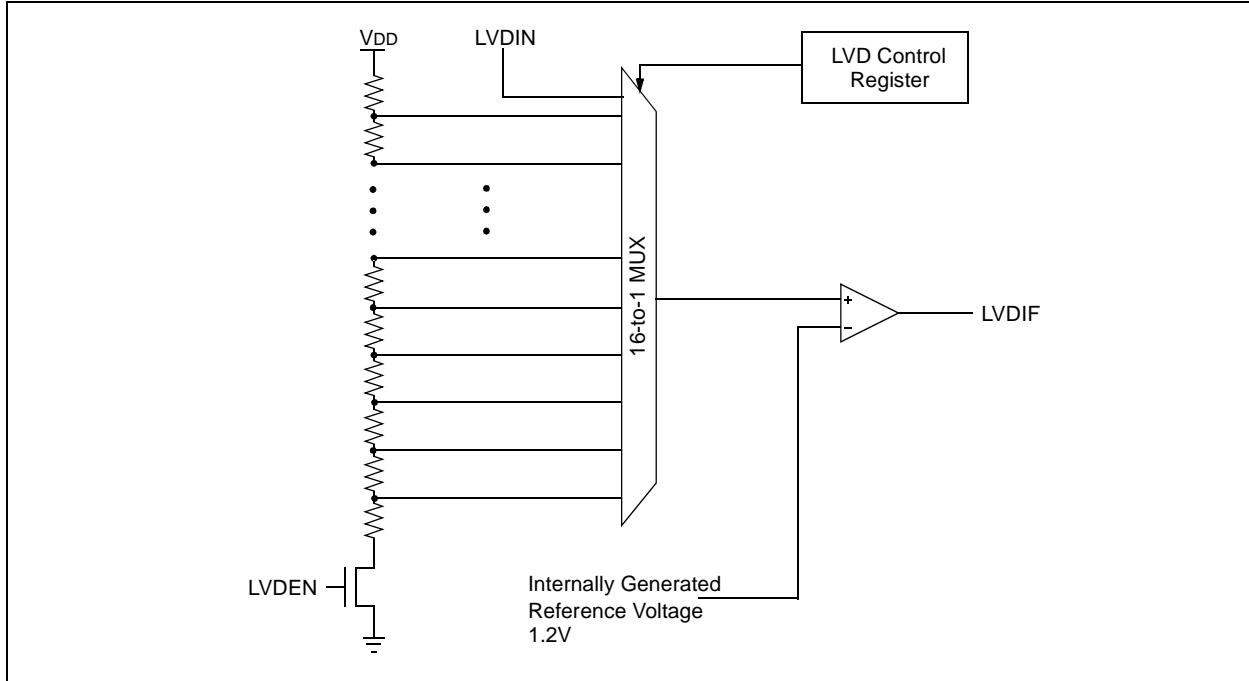 VDD
LVDIN
LVD Control
Register
16-to-1 MUX
+
−
LVDIF
LVDEN
Internally Generated
Reference Voltage
1.2V